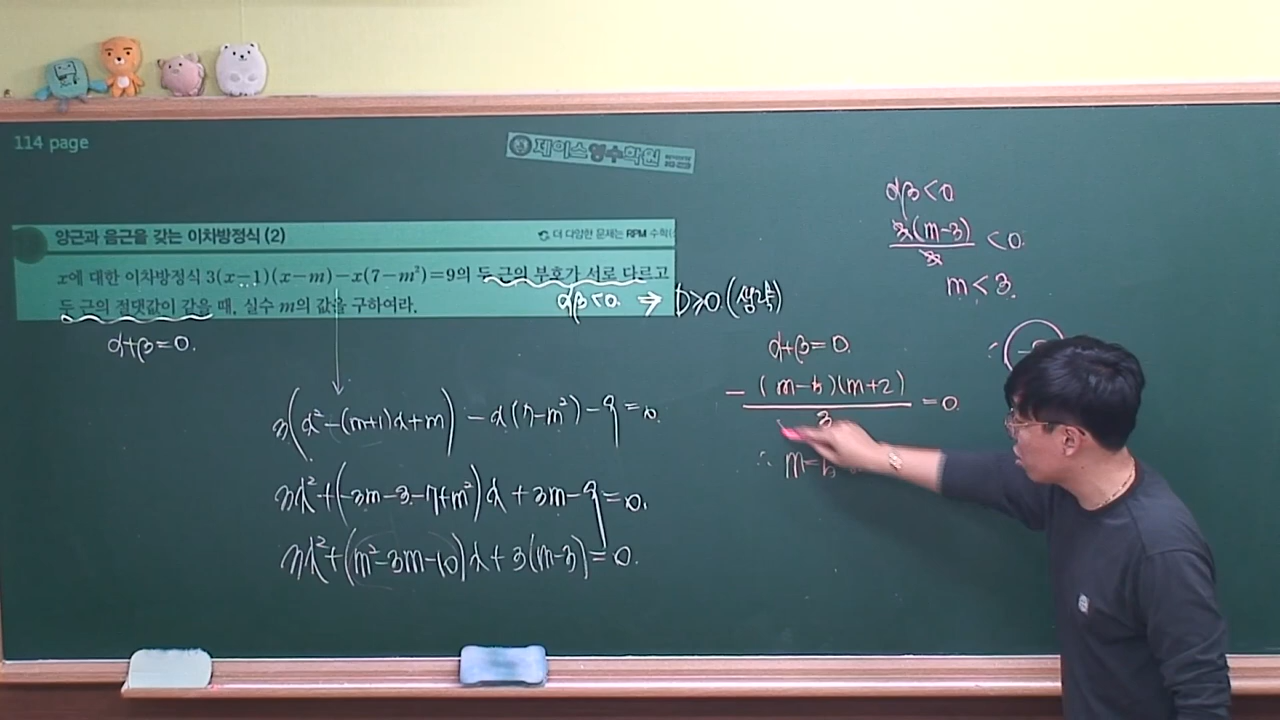 114 page
제이스영수학원
양근과 음근을 갖는 이차방정식 (2)
더 다양한 문제는 RPM 수학
x에 대한 이차방정식 3(x-1)(x-m)-x(7-m²)=9의 두 근의 부호가 서로 다르고
두 근의 절댓값이 같을 때, 실수 m의 값을 구하여라.
αβ<0 ⇒ D≥0 (생략)
α+β=0.
3(x²-(m+1)x+m)-x(7-m²)-9=0.
3x²+(-3m-3-7+m²)x+3m-9=0.
3x²+(m²-3m-10)x+3(m-3)=0.
αβ<0
3(m-3)/3 <0.
m<3.
α+β=0.
-(m-5)(m+2)/3 =0.
∴ m=5